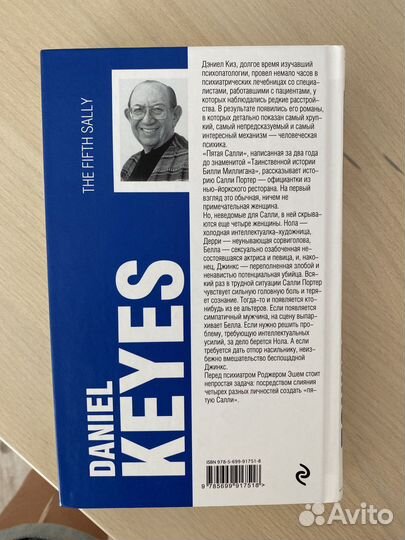 THE FIFTH SALLY
DANIEL
KEYES
Дэниел Киз, долгое время изучавший
психопатологии, провел немало часов в
психиатрических лечебницах со специа-
листами, работавшими с пациентами, у
которых наблюдались редкие расстрой-
ства. В результате появились его романы,
в которых детально показан самый хруп-
кий, самый непредсказуемый и самый
интересный механизм — человеческая
психика.
«Пятая Салли», написанная за два года
до знаменитой «Таинственной истории
Билли Миллигана», рассказывает исто-
рию Салли Портер — официантки из
нью-йоркского ресторана. На первый
взгляд это обычная, ничем не
примечательная женщина.
Но, неведомые для Салли, в ней скрыва-
ются еще четыре женщины. Нола —
холодная интеллектуалка-художница,
Дерри — неунывающая сорвиголова,
Белла — сексуально озабоченная не-
состоявшаяся актриса и певица, и, нако-
нец, Джинкс — переполненная злобой и
ненавистью потенциальная убийца. Вся-
кий раз в трудной ситуации Салли Портер
чувствует сильную головную боль и теря-
ет сознание. Тогда-то и появляется кто-
нибудь из ее альтеров. Если появляется
симпатичный мужчина, на сцену выпар-
хивает Белла. Если нужно решить про-
блему, требующую интеллектуальных
усилий, за дело берется Нола. А если
требуется дать отпор насильнику, неиз-
бежно вмешательство беспощадной
Джинкс.
Перед психиатром Роджером Эшем стоит
непростая задача: посредством слияния
четырех разных личностей создать «пя-
тую Салли».
ISBN 978-5-699-91751-8
9 785699 917518 >
Avito